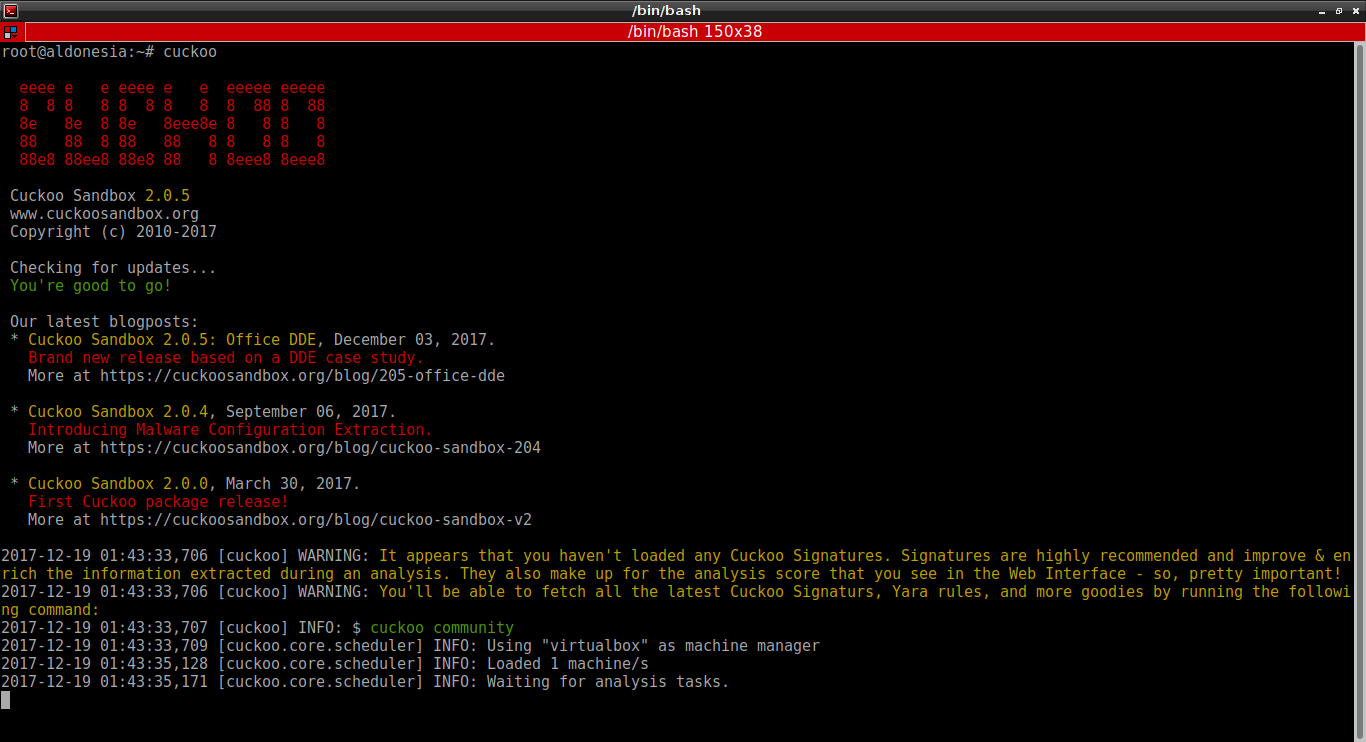 /bin/bash
/bin/bash 150x38
root@aldonesia:~# cuckoo
  eeee e   e eeee e   e  eeeee eeeee
  8  8 8   8 8  8 8   8  8  88 8  88
  8e   8e  8 8e   8eee8e 8   8 8   8
  88   88  8 88   88   8 8   8 8   8
  88e8 88ee8 88e8 88   8 8eee8 8eee8
Cuckoo Sandbox 2.0.5
www.cuckoosandbox.org
Copyright (c) 2010-2017
Checking for updates...
You're good to go!
Our latest blogposts:
* Cuckoo Sandbox 2.0.5: Office DDE, December 03, 2017.
Brand new release based on a DDE case study.
More at https://cuckoosandbox.org/blog/205-office-dde
* Cuckoo Sandbox 2.0.4, September 06, 2017.
Introducing Malware Configuration Extraction.
More at https://cuckoosandbox.org/blog/cuckoo-sandbox-204
* Cuckoo Sandbox 2.0.0, March 30, 2017.
First Cuckoo package release!
More at https://cuckoosandbox.org/blog/cuckoo-sandbox-v2
2017-12-19 01:43:33,706 [cuckoo] WARNING: It appears that you haven't loaded any Cuckoo Signatures. Signatures are highly recommended and improve & en
rich the information extracted during an analysis. They also make up for the analysis score that you see in the Web Interface - so, pretty important!
2017-12-19 01:43:33,706 [cuckoo] WARNING: You'll be able to fetch all the latest Cuckoo Signaturs, Yara rules, and more goodies by running the followi
ng command:
2017-12-19 01:43:33,707 [cuckoo] INFO: $ cuckoo community
2017-12-19 01:43:33,709 [cuckoo.core.scheduler] INFO: Using "virtualbox" as machine manager
2017-12-19 01:43:35,128 [cuckoo.core.scheduler] INFO: Loaded 1 machine/s
2017-12-19 01:43:35,171 [cuckoo.core.scheduler] INFO: Waiting for analysis tasks.